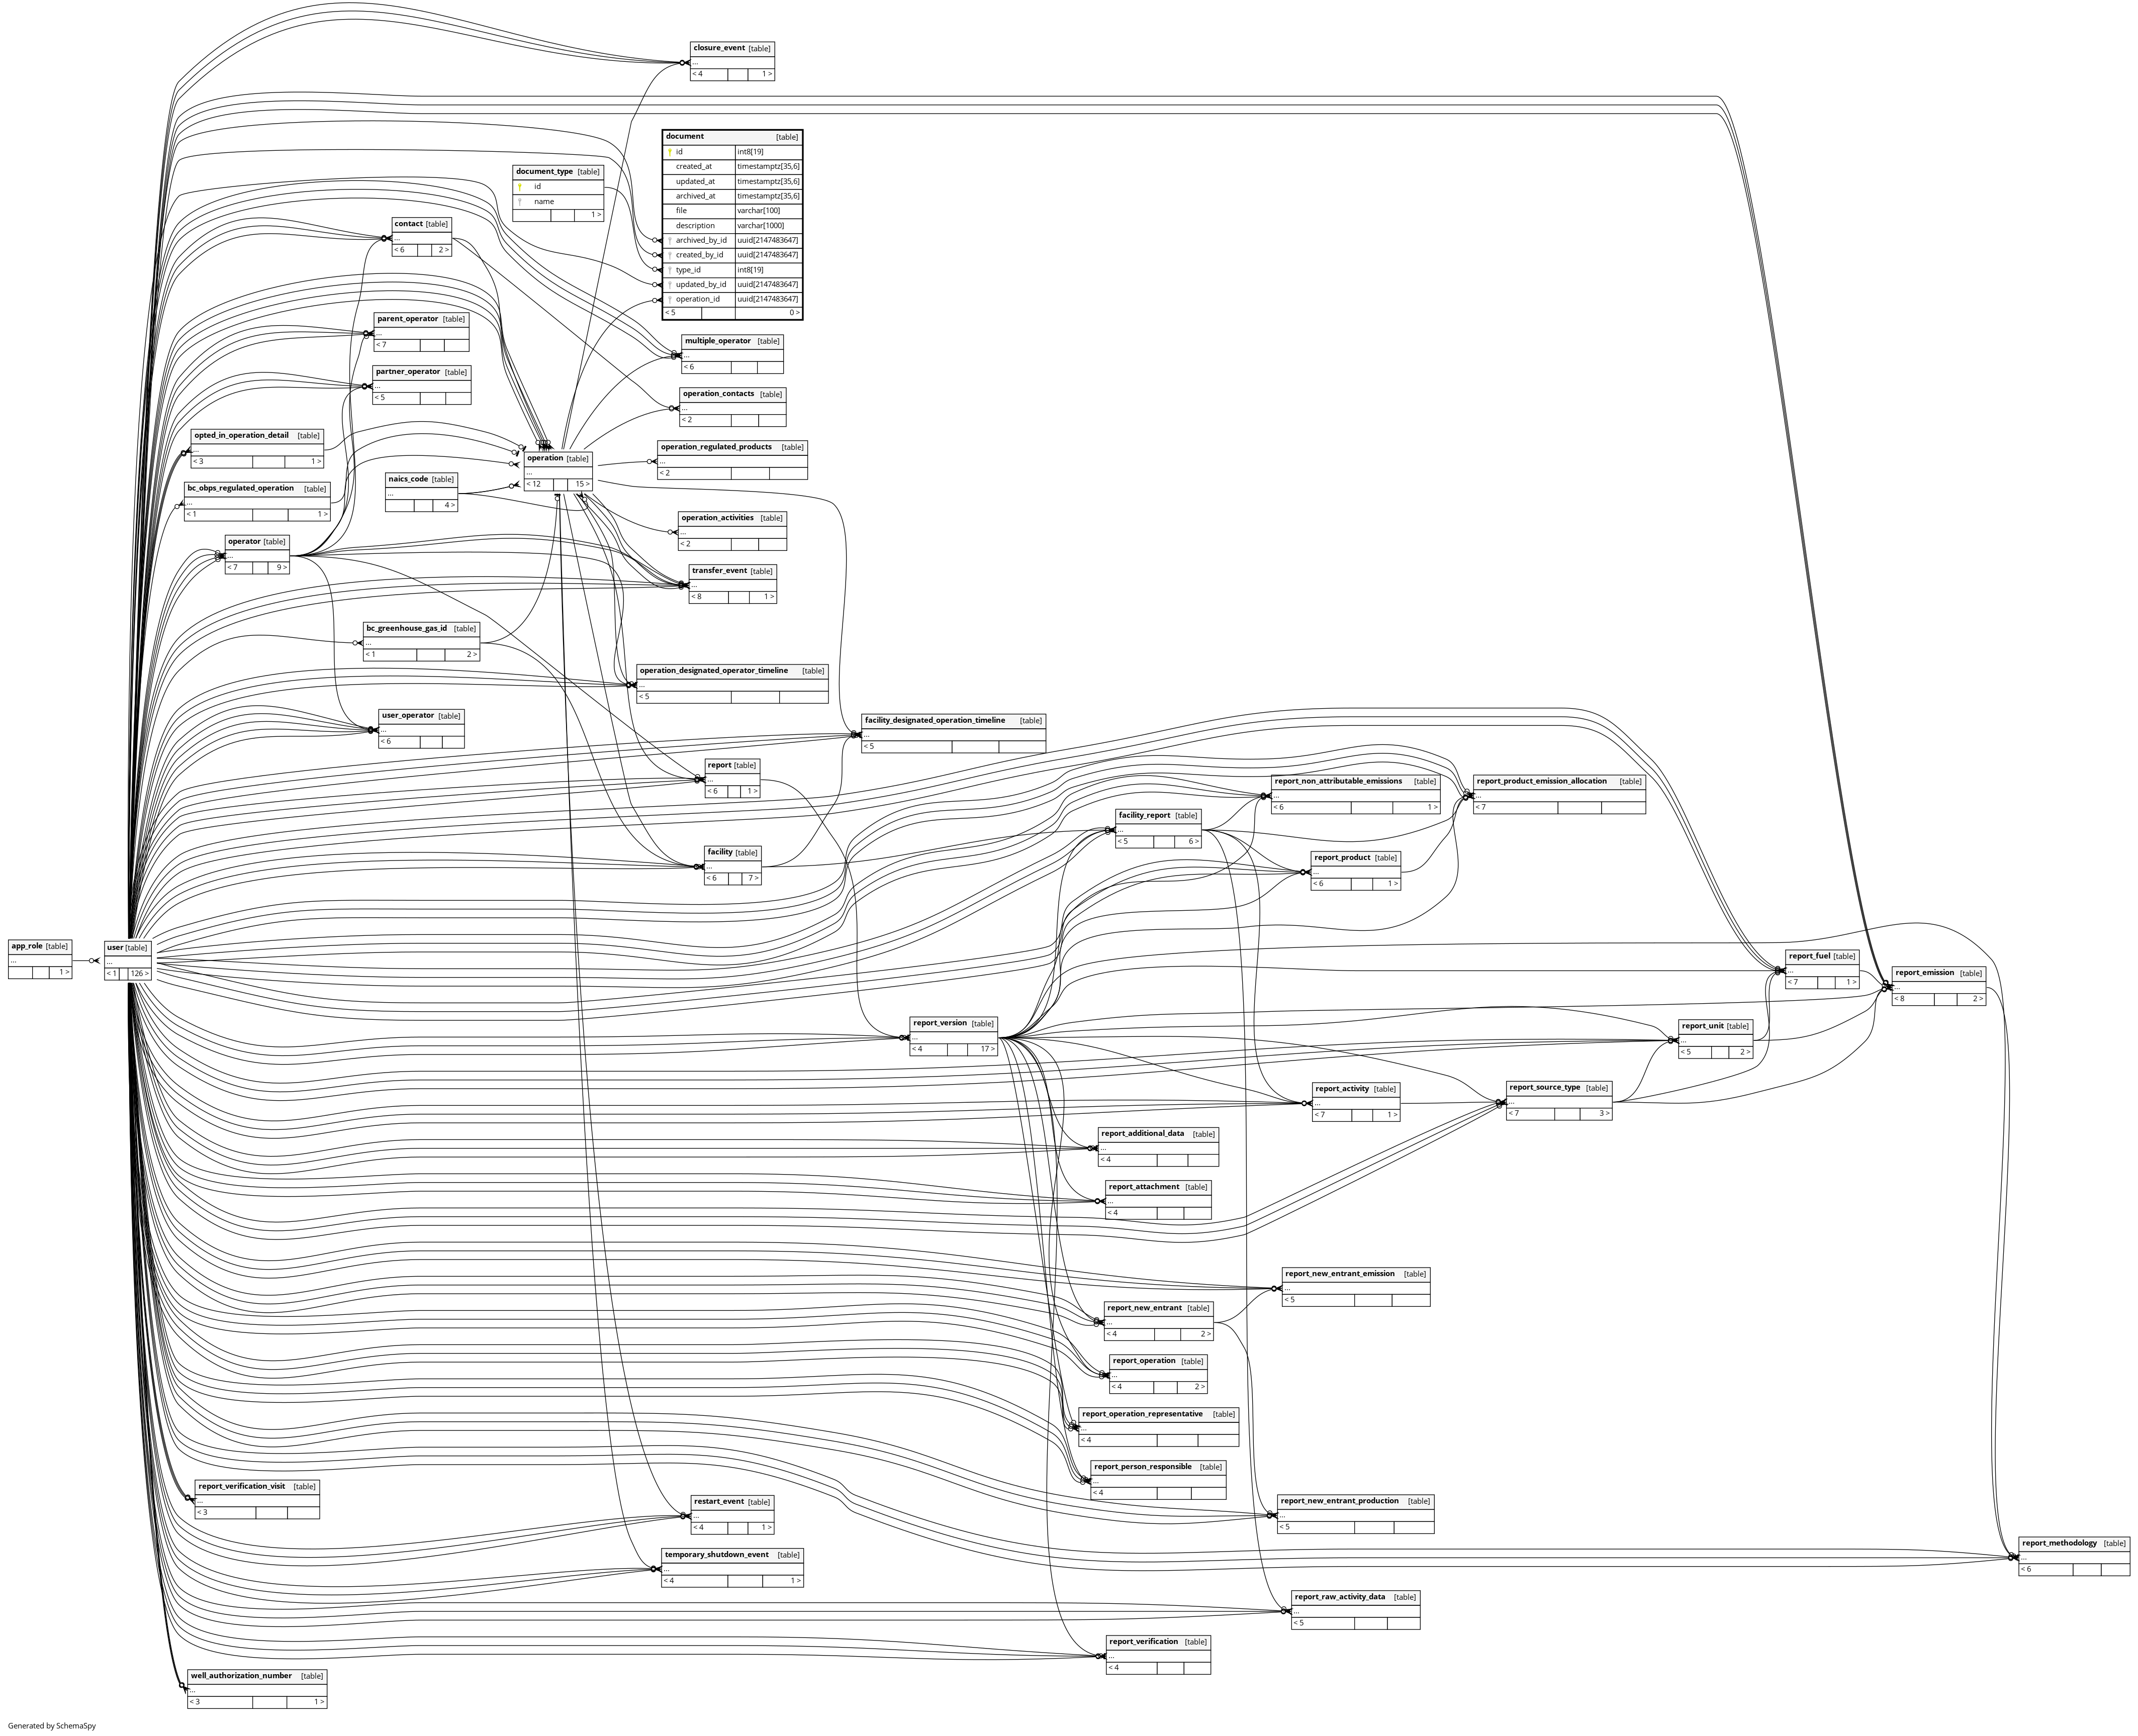 closure_event [table]
...
< 4 1 >
document [table]
id int8[19]
created_at timestamptz[35,6]
updated_at timestamptz[35,6]
archived_at timestamptz[35,6]
file varchar[100]
description varchar[1000]
archived_by_id uuid[2147483647]
created_by_id uuid[2147483647]
type_id int8[19]
updated_by_id uuid[2147483647]
operation_id uuid[2147483647]
< 5 0 >
document_type [table]
id
name
1 >
contact [table]
...
< 6 2 >
parent_operator [table]
...
< 7
multiple_operator [table]
...
< 6
partner_operator [table]
...
< 5
operation_contacts [table]
...
< 2
opted_in_operation_detail [table]
...
< 3 1 >
operation [table]
...
< 12 15 >
operation_regulated_products [table]
...
< 2
naics_code [table]
...
4 >
bc_obps_regulated_operation [table]
...
< 1 1 >
operation_activities [table]
...
< 2
operator [table]
...
< 7 9 >
transfer_event [table]
...
< 8 1 >
bc_greenhouse_gas_id [table]
...
< 1 2 >
operation_designated_operator_timeline [table]
...
< 5
user_operator [table]
...
< 6
facility_designated_operation_timeline [table]
...
< 5
report [table]
...
< 6 1 >
report_non_attributable_emissions [table]
...
< 6 1 >
report_product_emission_allocation [table]
...
< 7
facility_report [table]
...
< 5 6 >
facility [table]
...
< 6 7 >
report_product [table]
...
< 6 1 >
app_role [table]
...
1 >
user [table]
...
< 1 126 >
report_fuel [table]
...
< 7 1 >
report_emission [table]
...
< 8 2 >
report_version [table]
...
< 4 17 >
report_unit [table]
...
< 5 2 >
report_activity [table]
...
< 7 1 >
report_source_type [table]
...
< 7 3 >
report_additional_data [table]
...
< 4
report_attachment [table]
...
< 4
report_new_entrant_emission [table]
...
< 5
report_new_entrant [table]
...
< 4 2 >
report_operation [table]
...
< 4 2 >
report_operation_representative [table]
...
< 4
report_person_responsible [table]
...
< 4
report_verification_visit [table]
...
< 3
restart_event [table]
...
< 4 1 >
report_new_entrant_production [table]
...
< 5
report_methodology [table]
...
< 6
temporary_shutdown_event [table]
...
< 4 1 >
report_raw_activity_data [table]
...
< 5
report_verification [table]
...
< 4
well_authorization_number [table]
...
< 3 1 >
Generated by SchemaSpy